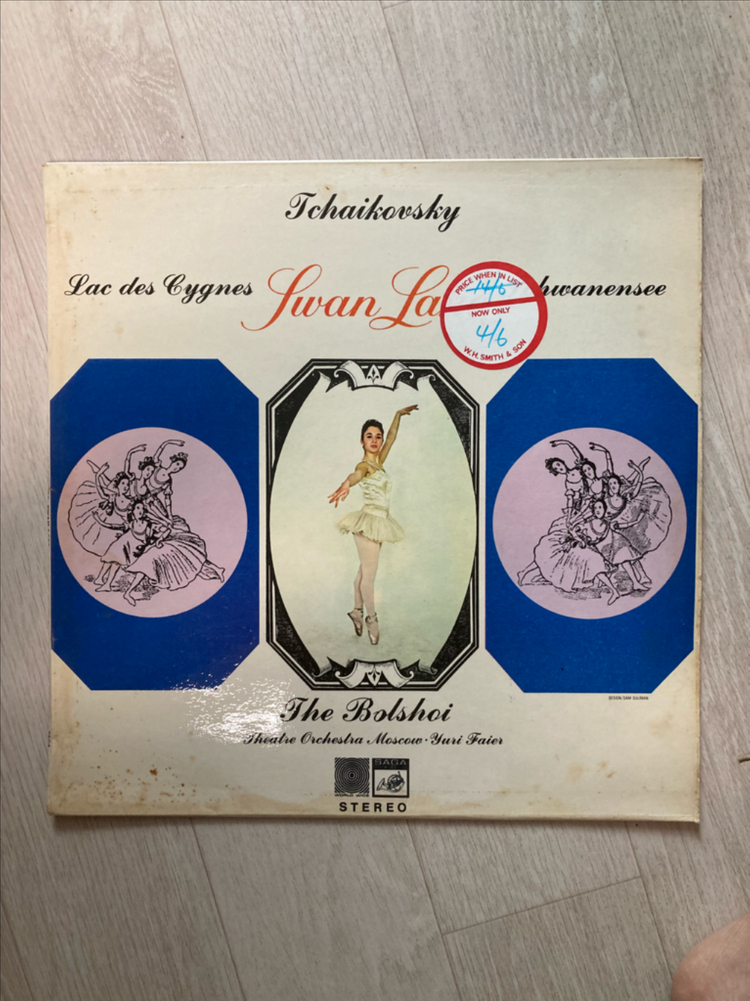 Tchaikovsky
Lac des Cygnes
Swan La
hwanensee
PRICE WHEN IN LIST
14/6
NOW ONLY
4/6
W.H. SMITH & SON
The Bolshoi
Theatre Orchestra Moscow·Yuri Faier
SAGA
STEREO